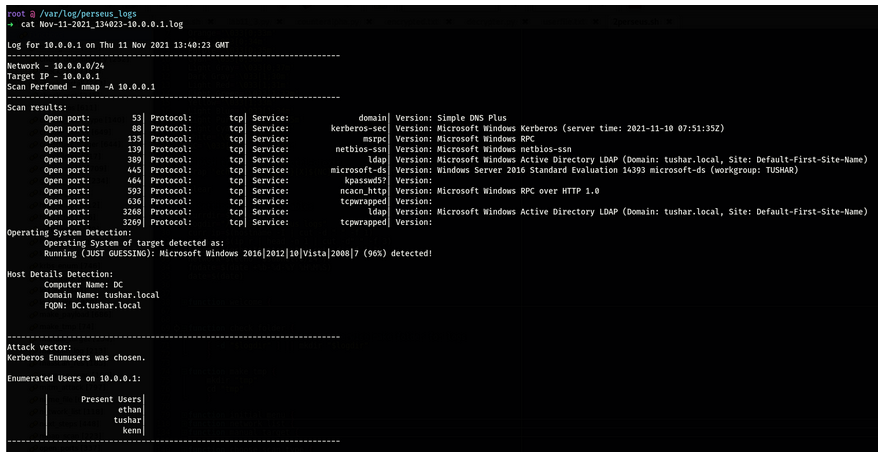 root @ /var/log/perseus_logs
→ cat Nov-11-2021_134023-10.0.0.1.log
Log for 10.0.0.1 on Thu 11 Nov 2021 13:40:23 GMT
------------------------------------------------------------------------
Network - 10.0.0.0/24
Target IP - 10.0.0.1
Scan Perfomed - nmap -A 10.0.0.1
------------------------------------------------------------------------
Scan results:
Open port: 53| Protocol: tcp| Service: domain| Version: Simple DNS Plus
Open port: 88| Protocol: tcp| Service: kerberos-sec| Version: Microsoft Windows Kerberos (server time: 2021-11-10 07:51:35Z)
Open port: 135| Protocol: tcp| Service: msrpc| Version: Microsoft Windows RPC
Open port: 139| Protocol: tcp| Service: netbios-ssn| Version: Microsoft Windows netbios-ssn
Open port: 389| Protocol: tcp| Service: ldap| Version: Microsoft Windows Active Directory LDAP (Domain: tushar.local, Site: Default-First-Site-Name)
Open port: 445| Protocol: tcp| Service: microsoft-ds| Version: Windows Server 2016 Standard Evaluation 14393 microsoft-ds (workgroup: TUSHAR)
Open port: 464| Protocol: tcp| Service: kpasswd5?| Version:
Open port: 593| Protocol: tcp| Service: ncacn_http| Version: Microsoft Windows RPC over HTTP 1.0
Open port: 636| Protocol: tcp| Service: tcpwrapped| Version:
Open port: 3268| Protocol: tcp| Service: ldap| Version: Microsoft Windows Active Directory LDAP (Domain: tushar.local, Site: Default-First-Site-Name)
Open port: 3269| Protocol: tcp| Service: tcpwrapped| Version:
Operating System Detection:
Operating System of target detected as:
Running (JUST GUESSING): Microsoft Windows 2016|2012|10|Vista|2008|7 (96%) detected!
Host Details Detection:
Computer Name: DC
Domain Name: tushar.local
FQDN: DC.tushar.local
------------------------------------------------------------------------
Attack vector:
Kerberos Enumusers was chosen.
Enumerated Users on 10.0.0.1:
| Present Users|
| ethan|
| tushar|
| kenn|
------------------------------------------------------------------------